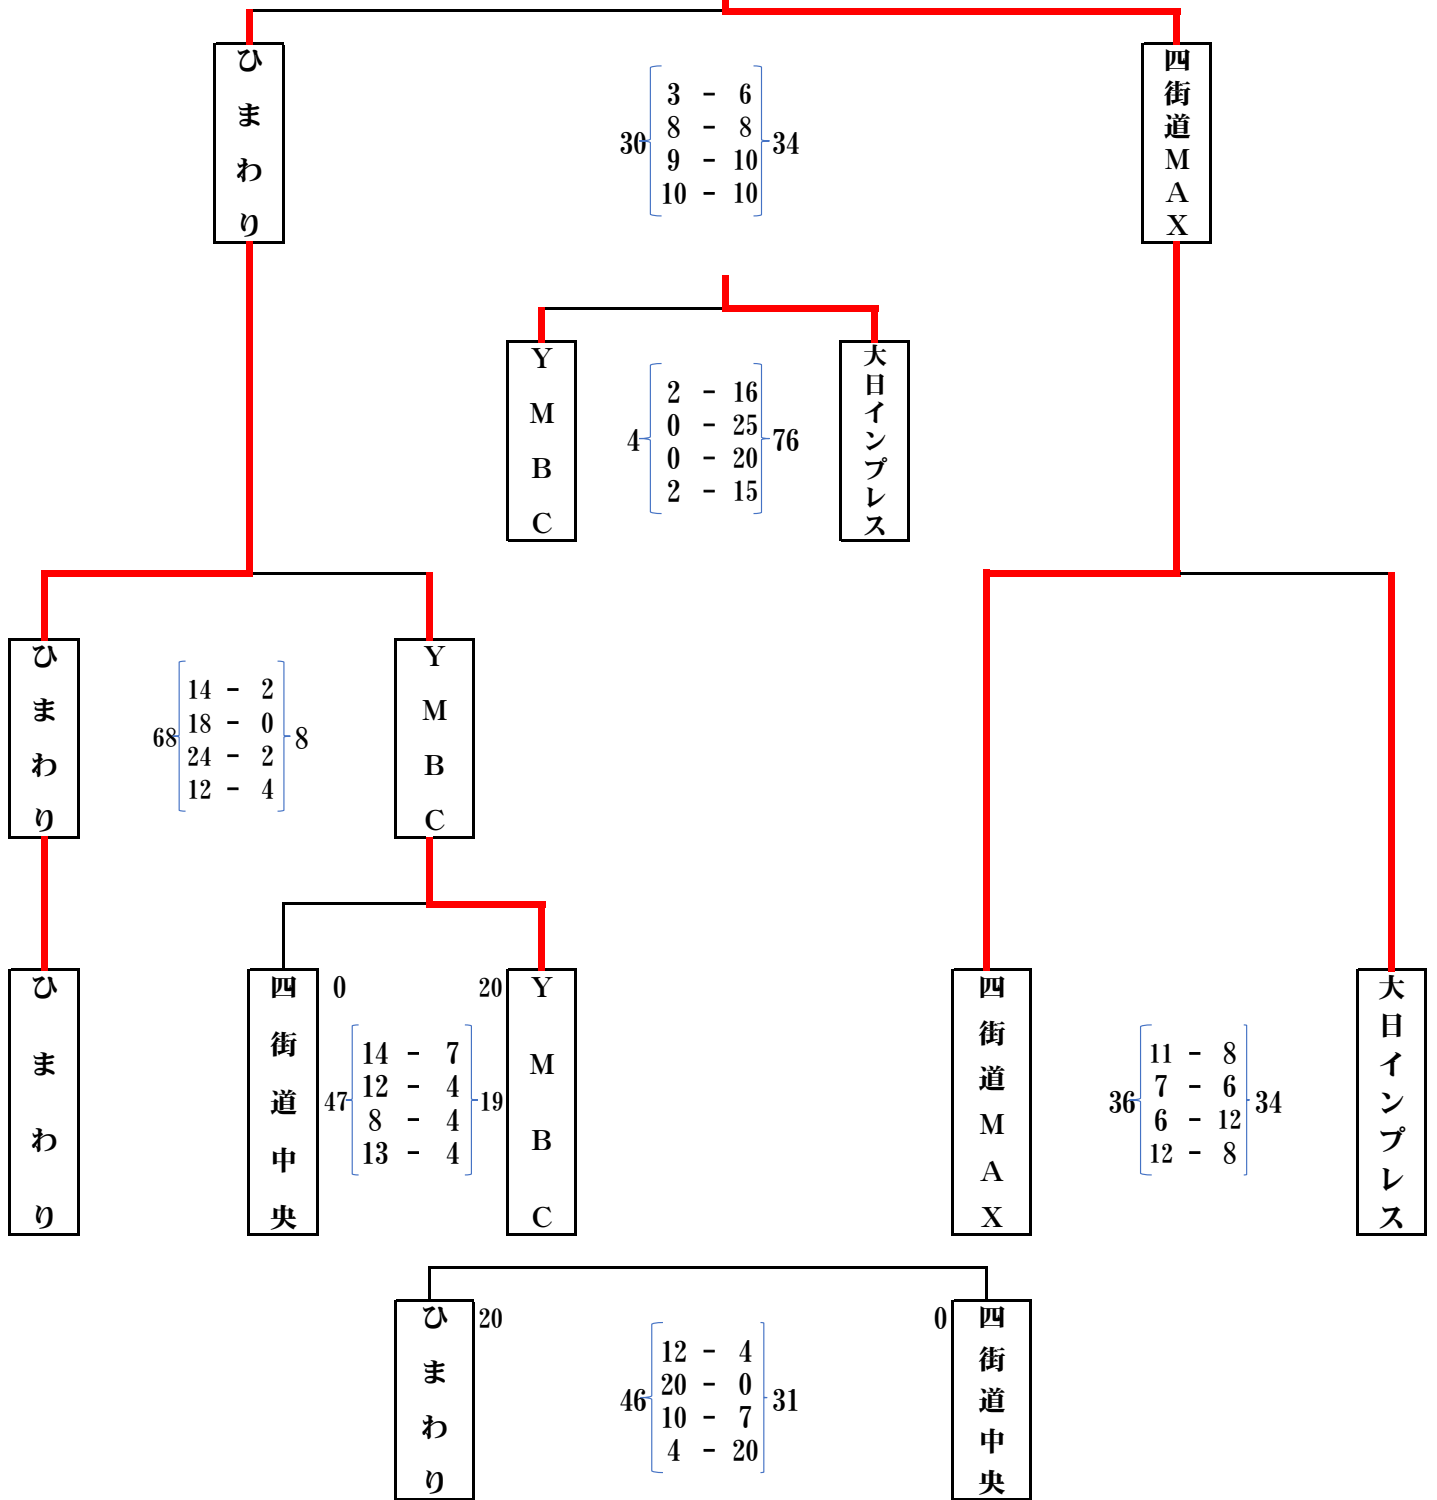 ひまわり
30
3 - 6
8 - 8
9 - 10
10 - 10
34
四街道MAX
YMBC
4
2 - 16
0 - 25
0 - 20
2 - 15
76
大日インプレス
ひまわり
68
14 - 2
18 - 0
24 - 2
12 - 4
8
YMBC
ひまわり
四街道中央
0
20
47
14 - 7
12 - 4
8 - 4
13 - 4
19
YMBC
四街道MAX
36
11 - 8
7 - 6
6 - 12
12 - 8
34
大日インプレス
ひまわり
20
0
46
12 - 4
20 - 0
10 - 7
4 - 20
31
四街道中央